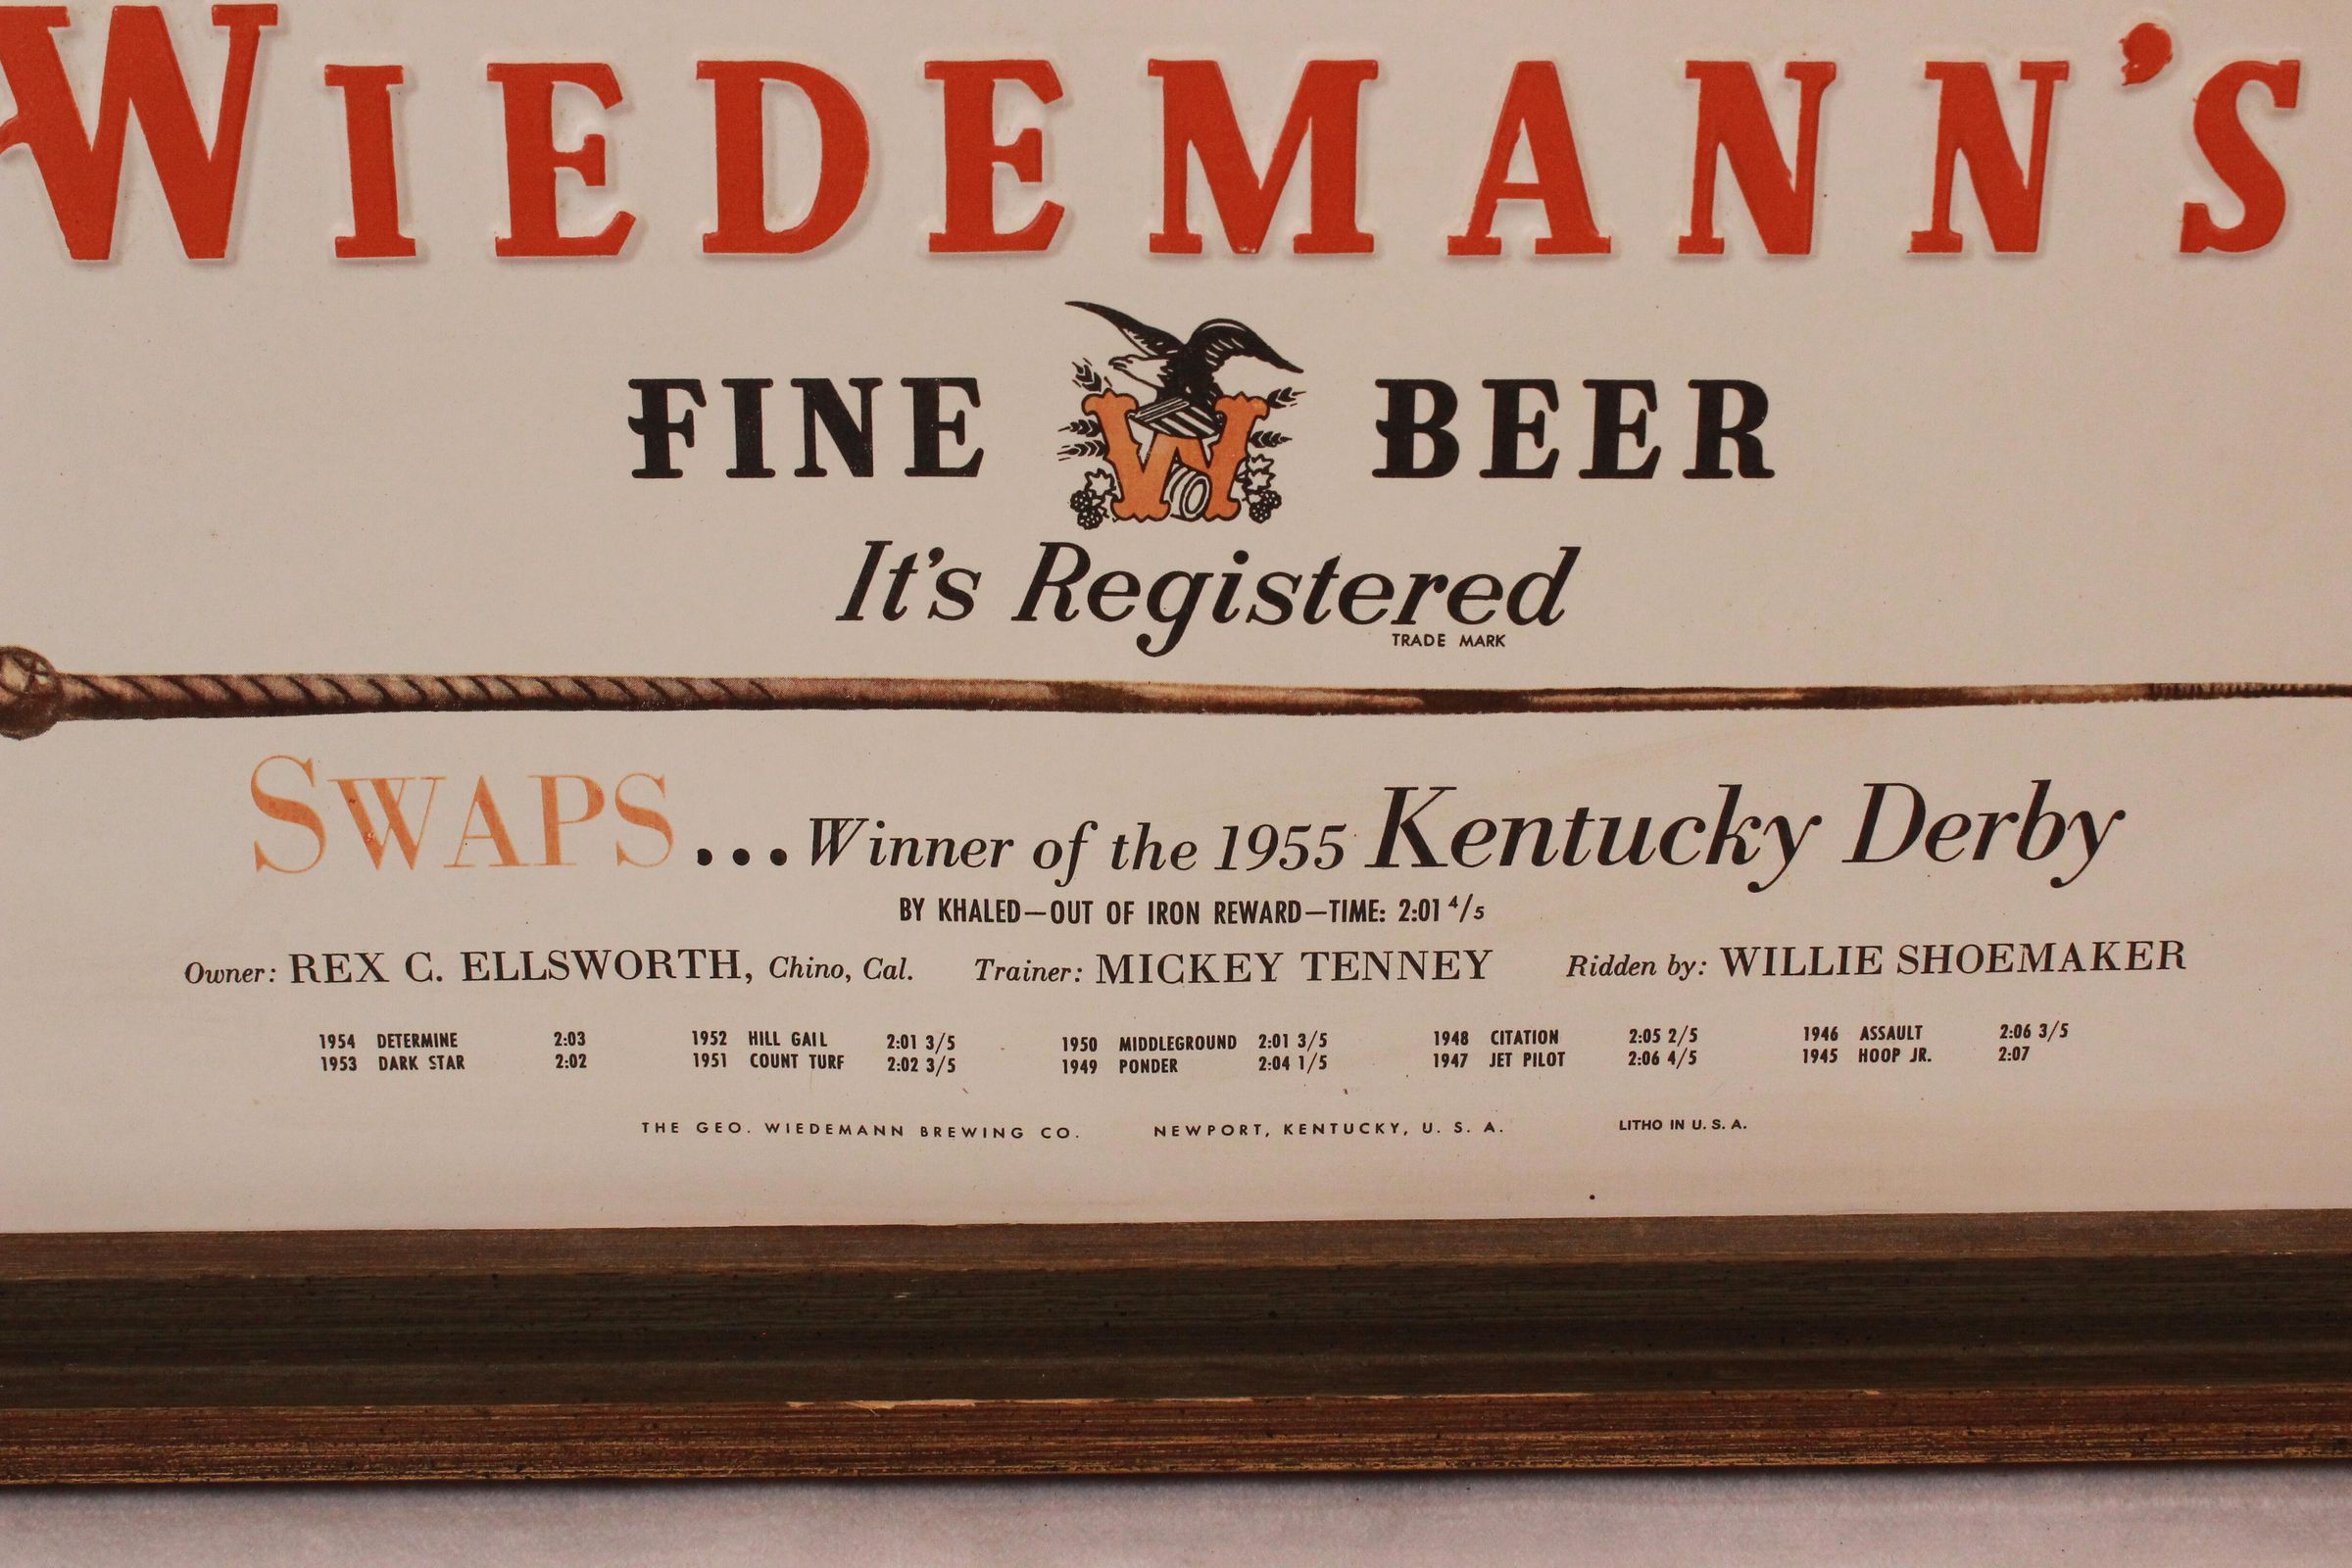 WIEDEMANN'S
FINE W BEER
It's Registered
TRADE MARK
SWAPS...Winner of the 1955 Kentucky Derby
BY KHALED—OUT OF IRON REWARD—TIME: 2:01 4/5
Owner: REX C. ELLSWORTH, Chino, Cal. Trainer: MICKEY TENNEY Ridden by: WILLIE SHOEMAKER
1954 DETERMINE 2:03 1952 HILL GAIL 2:01 3/5 1950 MIDDLEGROUND 2:01 3/5 1948 CITATION 2:05 2/5 1946 ASSAULT 2:06 3/5
1953 DARK STAR 2:02 1951 COUNT TURF 2:02 3/5 1949 PONDER 2:04 1/5 1947 JET PILOT 2:06 4/5 1945 HOOP JR. 2:07
THE GEO. WIEDEMANN BREWING CO. NEWPORT, KENTUCKY, U. S. A. LITHO IN U. S. A.